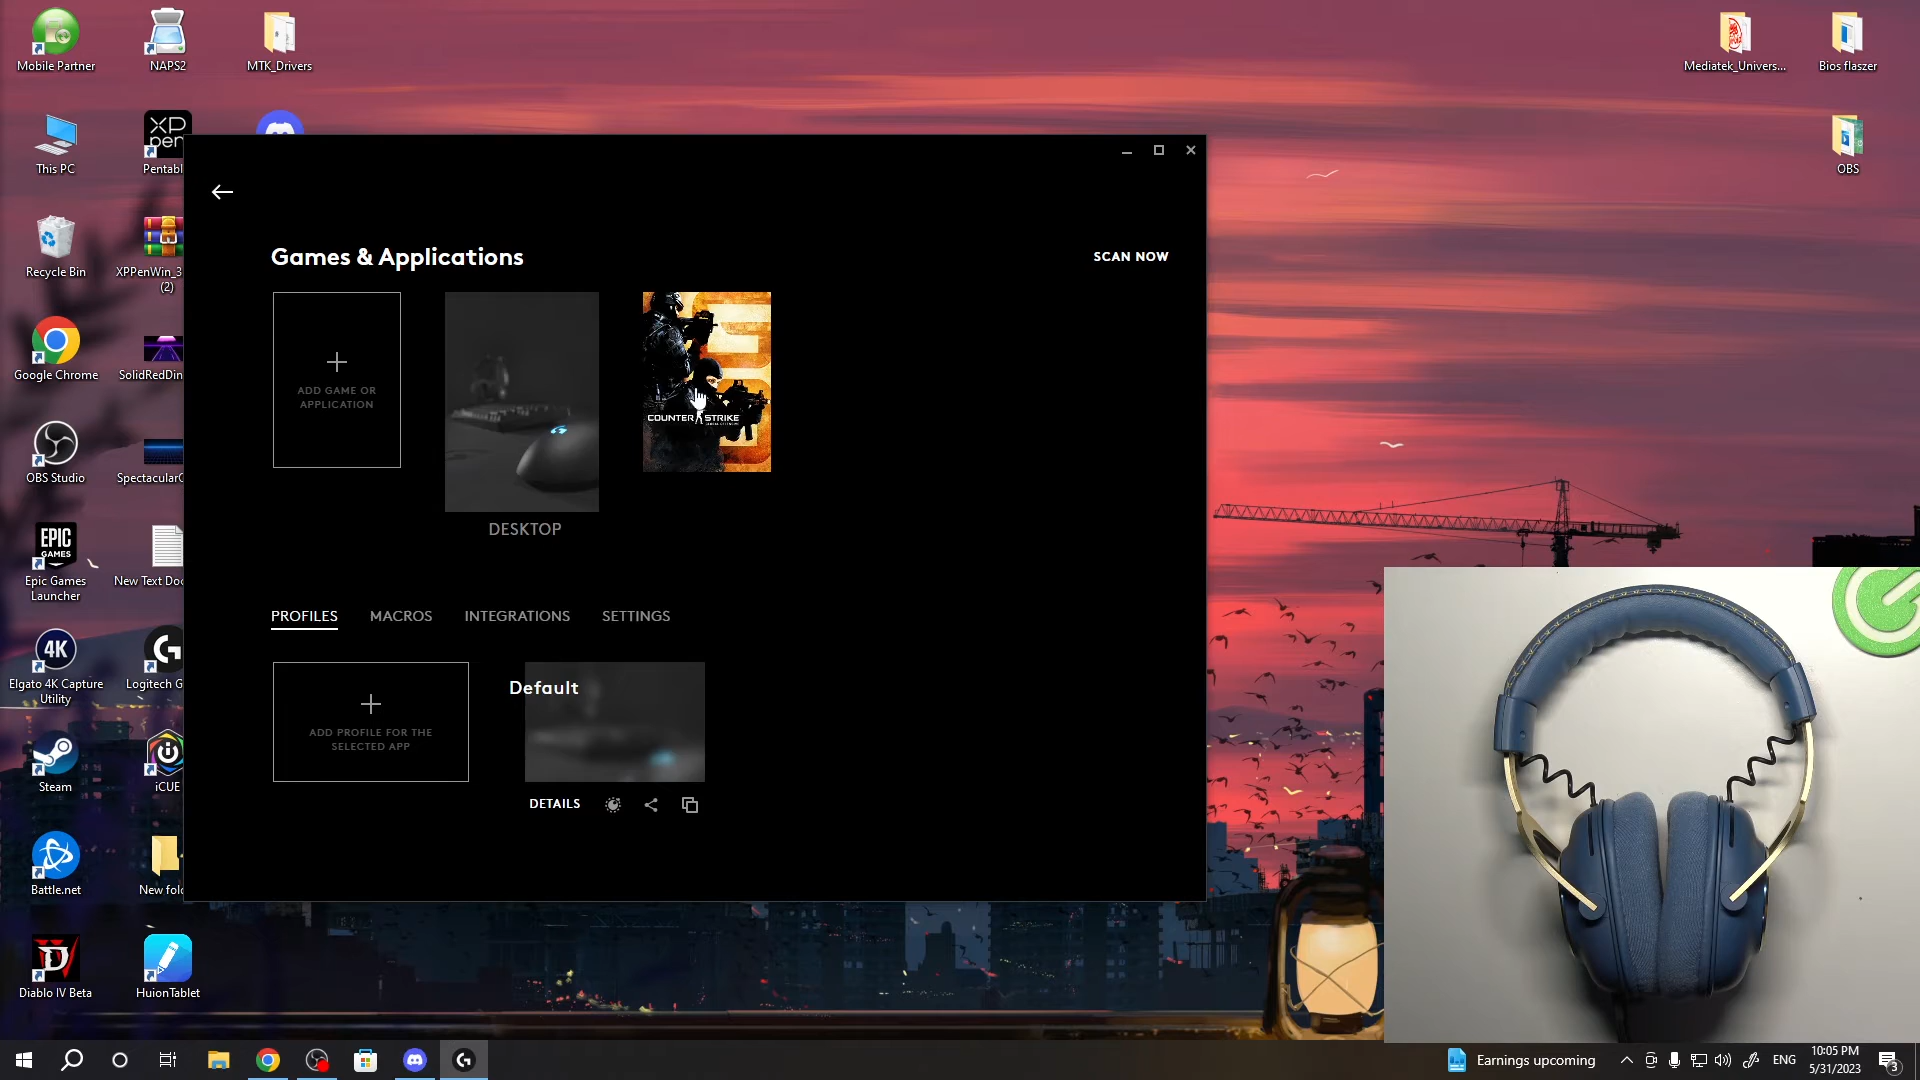 Mobile Partner
NAPS2
MTK_Drivers
Mediatek_Univers...
Bios flaszer
This PC
XP
pen
Pentabl
OBS
Recycle Bin
XPPenWin_3
(2)
Games & Applications
SCAN NOW
ADD GAME OR
APPLICATION
COUNTER STRIKE
DESKTOP
Google Chrome
SolidRedDin
OBS Studio
SpectacularC
EPIC
GAMES
Epic Games
Launcher
New Text Doc
PROFILES
MACROS
INTEGRATIONS
SETTINGS
4K
Elgato 4K Capture
Utility
Logitech G
ADD PROFILE FOR THE
SELECTED APP
Default
DETAILS
Steam
iCUE
Battle.net
New fold
Diablo IV Beta
HuionTablet
Earnings upcoming
ENG
10:05 PM
5/31/2023
3